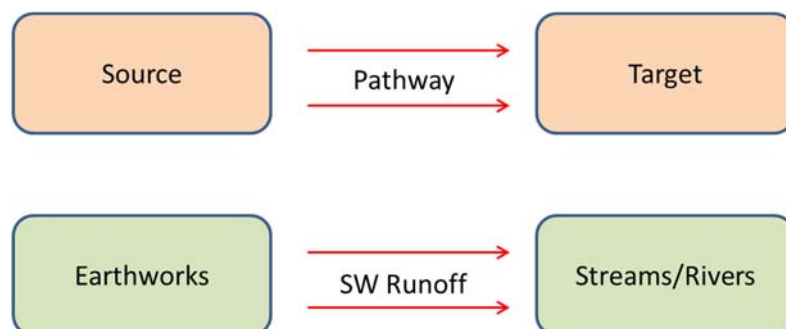 Source
Pathway
Target
Earthworks
SW Runoff
Streams/Rivers